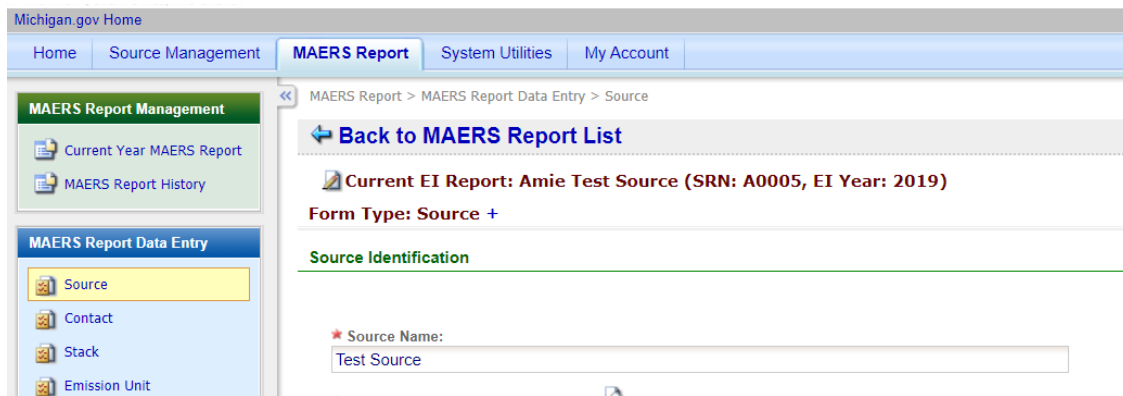 Michigan.gov Home
Home Source Management MAERS Report System Utilities My Account
MAERS Report Management
Current Year MAERS Report
MAERS Report History
MAERS Report Data Entry
Source
Contact
Stack
Emission Unit
MAERS Report > MAERS Report Data Entry > Source
Back to MAERS Report List
Current EI Report: Amie Test Source (SRN: A0005, EI Year: 2019)
Form Type: Source +
Source Identification
* Source Name:
Test Source